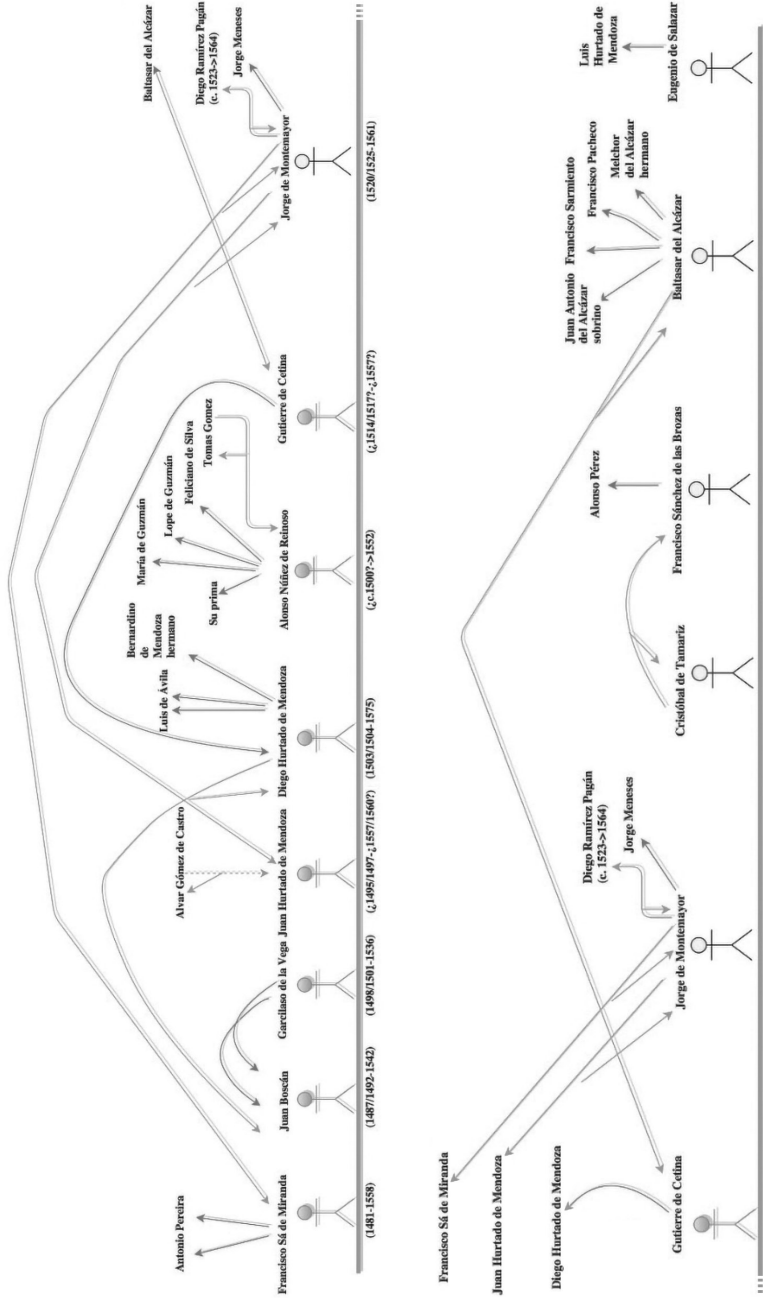 Antonio Pereira
Francisco Sá de Miranda
(1481-1558)
Juan Boscán
(1487/1492-1542)
Garcilaso de la Vega
(1498/1501-1536)
Alvar Gómez de Castro
Juan Hurtado de Mendoza
(¿1495/1497-¿1557/1560?)
Luis de Ávila
Bernardino
de
Mendoza
hermano
Diego Hurtado de Mendoza
(1503/1504-1575)
Su prima
María de Guzmán
Lope de Guzmán
Feliciano de Silva
Tomas Gomez
Alonso Núñez de Reinoso
(¿c.1500?->1552)
Gutierre de Cetina
(¿1514/1517?-¿1557?)
Baltasar del Alcázar
Diego Ramírez Pagán
(c. 1523->1564)
Jorge Meneses
Jorge de Montemayor
(1520/1525-1561)
Francisco Sá de Miranda
Juan Hurtado de Mendoza
Diego Hurtado de Mendoza
Gutierre de Cetina
Diego Ramírez Pagán
(c. 1523->1564)
Jorge Meneses
Jorge de Montemayor
Cristóbal de Tamariz
Alonso Pérez
Francisco Sánchez de las Brozas
Juan Antonio
del Alcázar
sobrino
Francisco Sarmiento
Francisco Pacheco
Melchor
del Alcázar
hermano
Baltasar del Alcázar
Luis
Hurtado de
Mendoza
Eugenio de Salazar